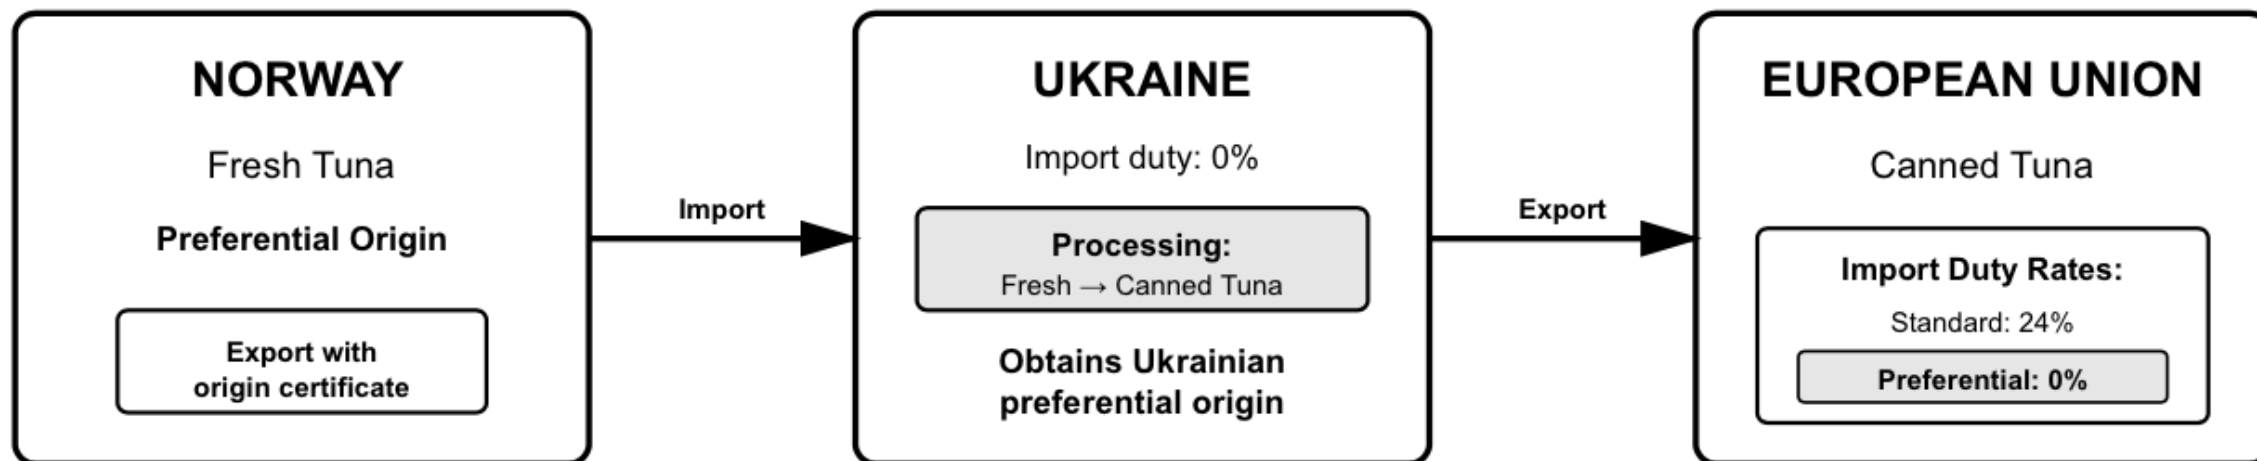 NORWAY
Fresh Tuna
Preferential Origin
Export with
origin certificate
Import
UKRAINE
Import duty: 0%
Processing:
Fresh → Canned Tuna
Obtains Ukrainian
preferential origin
Export
EUROPEAN UNION
Canned Tuna
Import Duty Rates:
Standard: 24%
Preferential: 0%